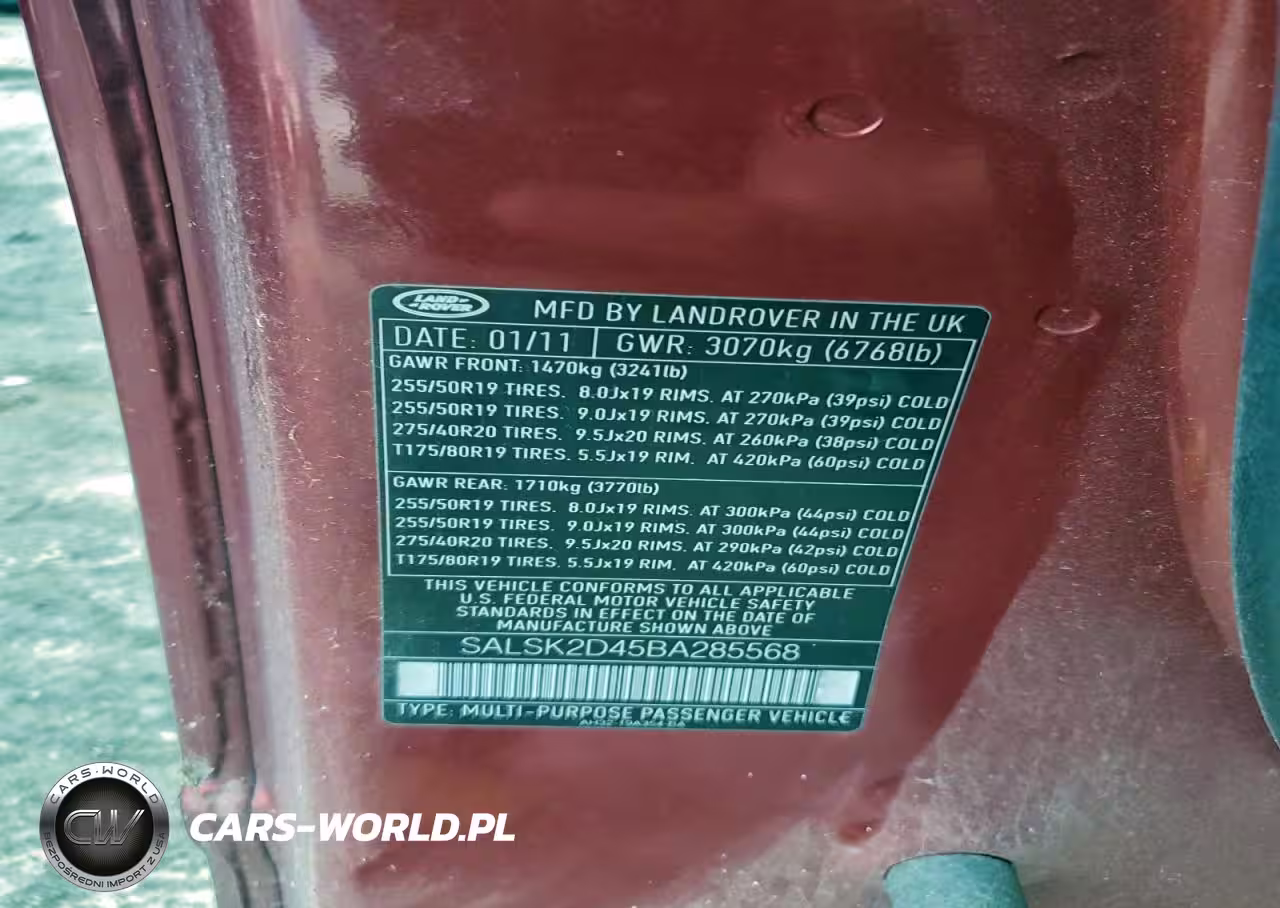 LAND ROVER
MFD BY LANDROVER IN THE UK
DATE: 01/11 GWR: 3070kg (6768lb)
GAWR FRONT: 1470kg (3241lb)
255/50R19 TIRES. 8.0Jx19 RIMS. AT 270kPa (39psi) COLD
255/50R19 TIRES. 9.0Jx19 RIMS. AT 270kPa (39psi) COLD
275/40R20 TIRES. 9.5Jx20 RIMS. AT 260kPa (38psi) COLD
T175/80R19 TIRES. 5.5Jx19 RIM. AT 420kPa (60psi) COLD
GAWR REAR: 1710kg (3770lb)
255/50R19 TIRES. 8.0Jx19 RIMS. AT 300kPa (44psi) COLD
255/50R19 TIRES. 9.0Jx19 RIMS. AT 300kPa (44psi) COLD
275/40R20 TIRES. 9.5Jx20 RIMS. AT 290kPa (42psi) COLD
T175/80R19 TIRES. 5.5Jx19 RIM. AT 420kPa (60psi) COLD
THIS VEHICLE CONFORMS TO ALL APPLICABLE
U.S. FEDERAL MOTOR VEHICLE SAFETY
STANDARDS IN EFFECT ON THE DATE OF
MANUFACTURE SHOWN ABOVE
SALSK2D45BA285568
TYPE: MULTI-PURPOSE PASSENGER VEHICLE
CARS-WORLD
CW
BEZPOŚREDNI IMPORT Z USA
CARS-WORLD.PL